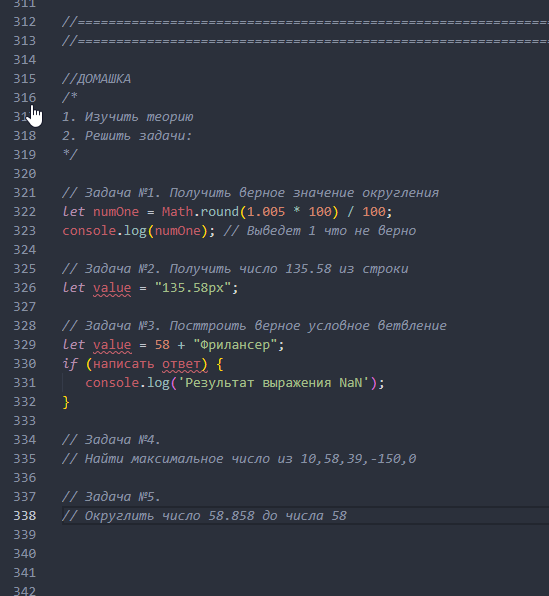 311
312 //==============================================================
313 //==============================================================
314
315 //ДОМАШКА
316 /*
317 1. Изучить теорию
318 2. Решить задачи:
319 */
320
321 // Задача №1. Получить верное значение округления
322 let numOne = Math.round(1.005 * 100) / 100;
323 console.log(numOne); // Выведет 1 что не верно
324
325 // Задача №2. Получить число 135.58 из строки
326 let value = "135.58px";
327
328 // Задача №3. Посттроить верное условное ветвление
329 let value = 58 + "Фрилансер";
330 if (написать ответ) {
331 console.log('Результат выражения NaN');
332 }
333
334 // Задача №4.
335 // Найти максимальное число из 10,58,39,-150,0
336
337 // Задача №5.
338 // Округлить число 58.858 до числа 58
339
340
341
342